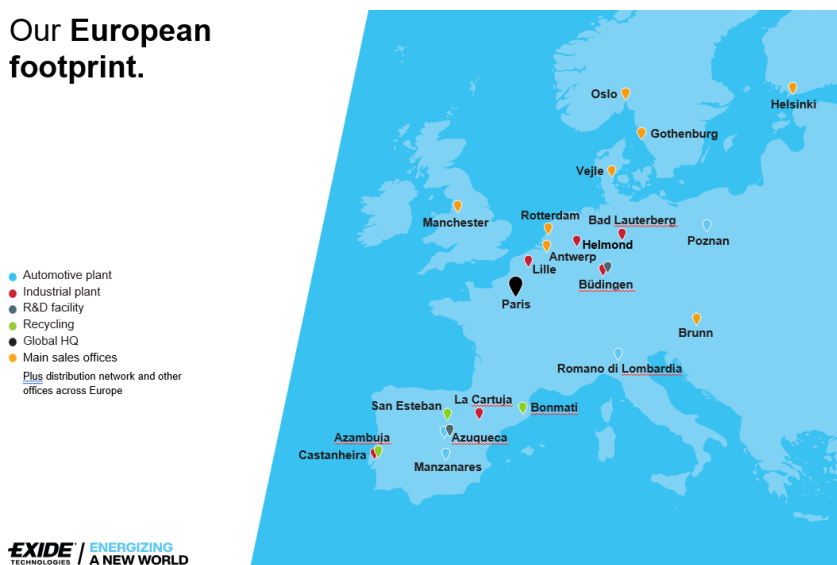 Our European
footprint.
Oslo
Helsinki
Gothenburg
Vejle
Manchester
Rotterdam
Bad Lauterberg
Poznan
Helmond
Antwerp
Lille
Büdingen
Paris
Brunn
Romano di Lombardia
San Esteban
La Cartuja
Bonmati
Azambuja
Azuqueca
Castanheira
Manzanares
Automotive plant
Industrial plant
R&D facility
Recycling
Global HQ
Main sales offices
Plus distribution network and other
offices across Europe
EXIDE
TECHNOLOGIES
ENERGIZING
A NEW WORLD